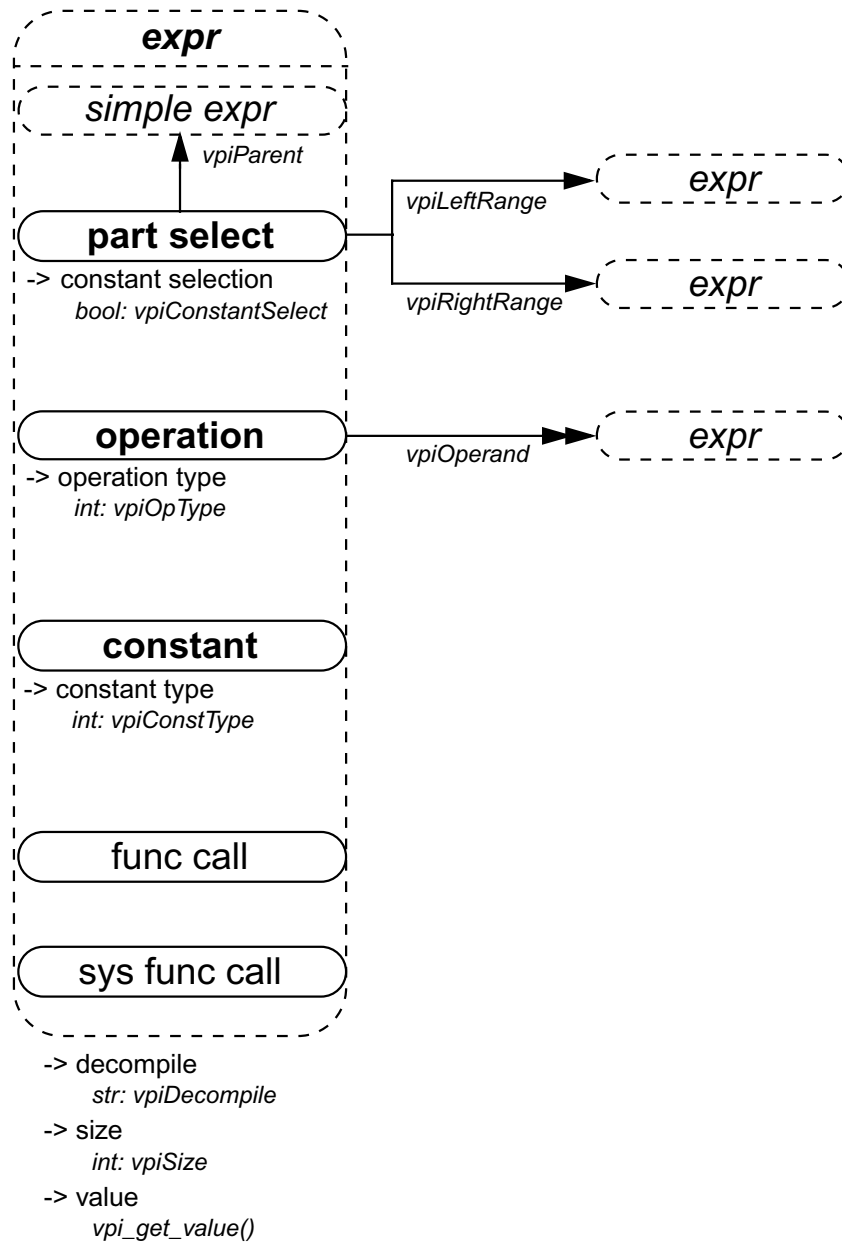 expr
simple expr
vpiParent
part select
-> constant selection
bool: vpiConstantSelect
vpiLeftRange
expr
vpiRightRange
expr
operation
-> operation type
int: vpiOpType
vpiOperand
expr
constant
-> constant type
int: vpiConstType
func call
sys func call
-> decompile
str: vpiDecompile
-> size
int: vpiSize
-> value
vpi_get_value()